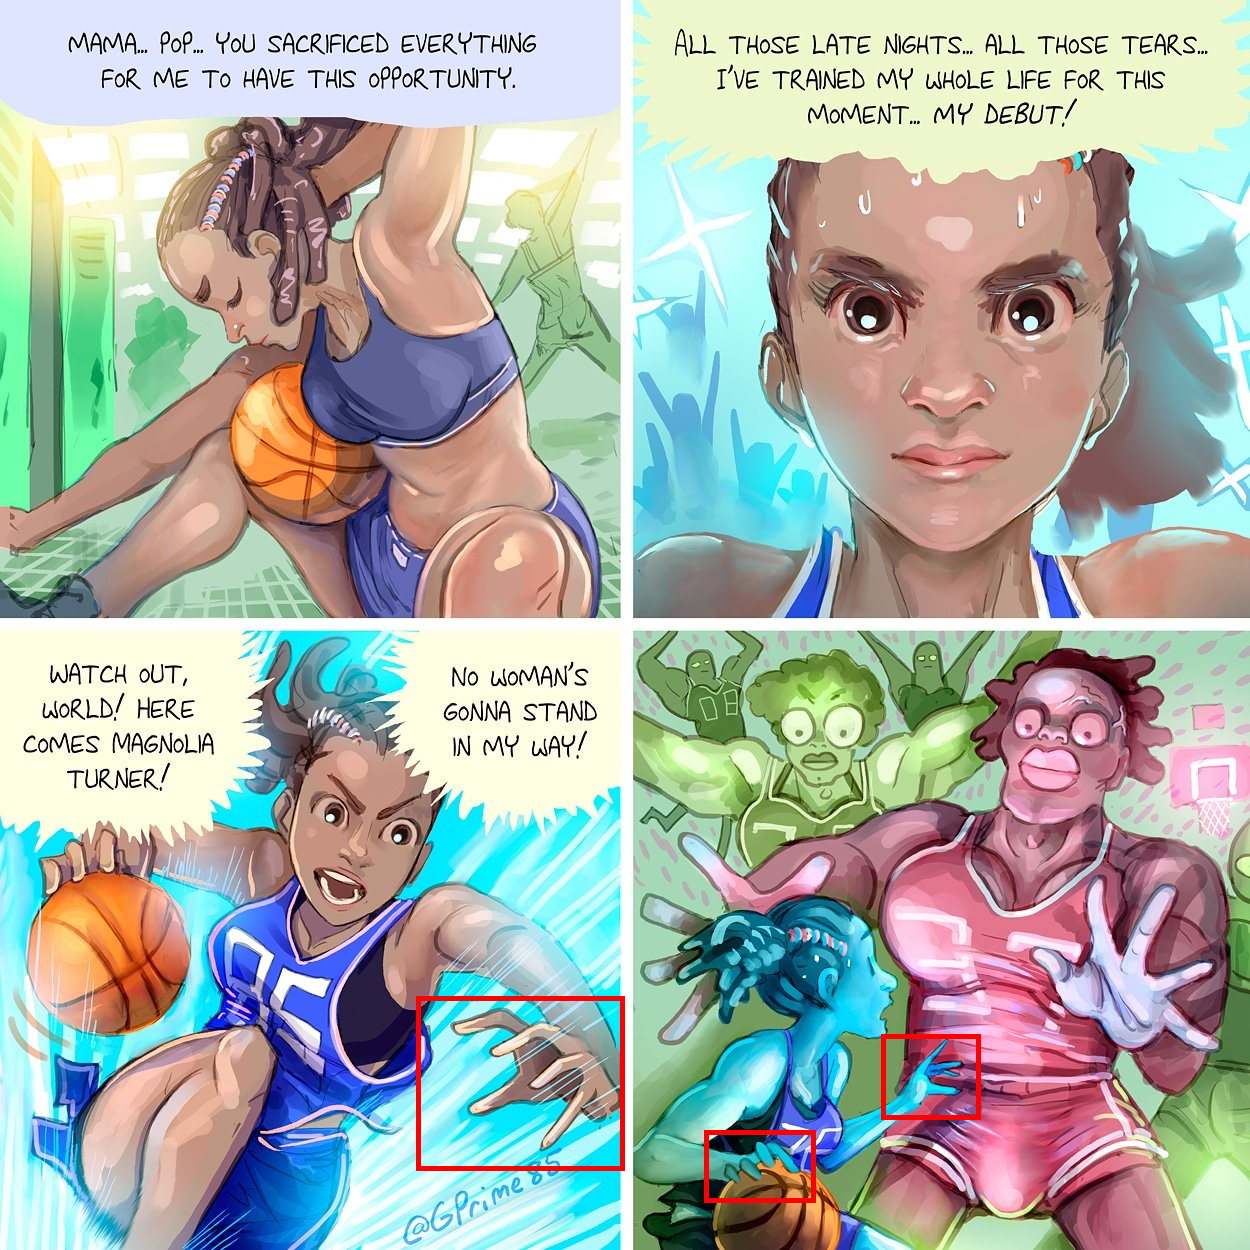 MAMA... POP... YOU SACRIFICED EVERYTHING
FOR ME TO HAVE THIS OPPORTUNITY.
ALL THOSE LATE NIGHTS... ALL THOSE TEARS...
I'VE TRAINED MY WHOLE LIFE FOR THIS
MOMENT... MY DEBUT!
WATCH OUT,
WORLD! HERE
COMES MAGNOLIA
TURNER!
NO WOMAN'S
GONNA STAND
IN MY WAY!
@GPrime85